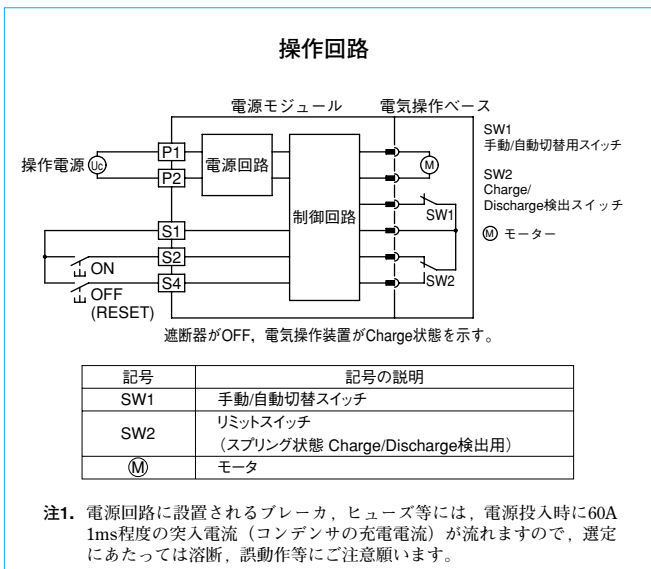 操作回路
電源モジュール 電気操作ベース
操作電源 Uc
P1
P2
電源回路
制御回路
M
SW1
手動/自動切替用スイッチ
SW2
Charge/
Discharge検出スイッチ
M モーター
S1
S2
S4
SW1
SW2
ON
OFF
(RESET)
遮断器がOFF，電気操作装置がCharge状態を示す。
記号 記号の説明
SW1 手動/自動切替スイッチ
SW2 リミットスイッチ
（スプリング状態 Charge/Discharge検出用）
M モータ
注1. 電源回路に設置されるブレーカ，ヒューズ等には，電源投入時に60A
1ms程度の突入電流（コンデンサの充電電流）が流れますので，選定
にあたっては溶断，誤動作等にご注意願います。